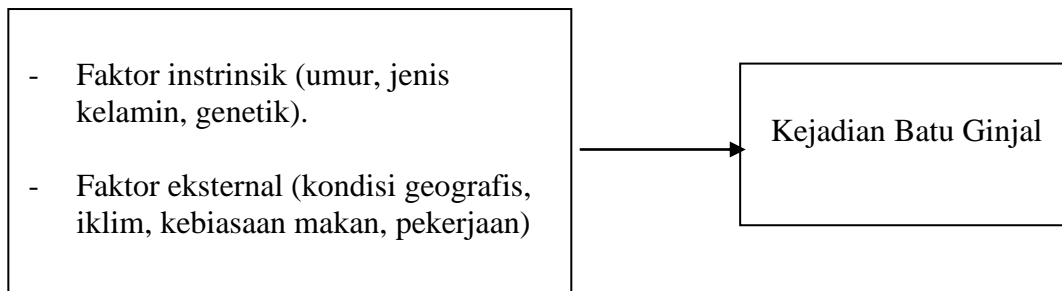 - Faktor instrinsik (umur, jenis
kelamin, genetik).
- Faktor eksternal (kondisi geografis,
iklim, kebiasaan makan, pekerjaan)
Kejadian Batu Ginjal